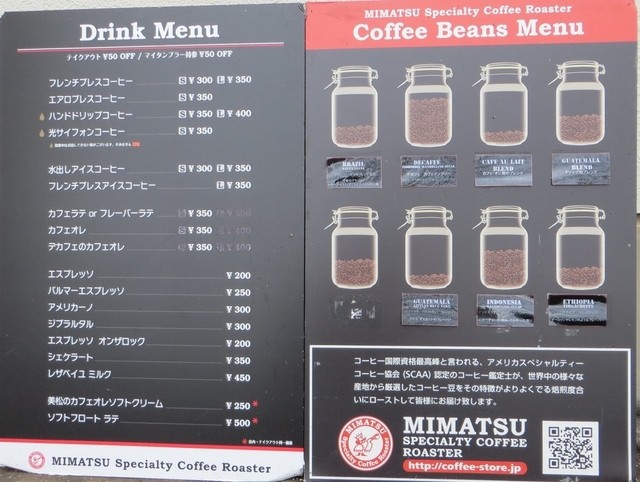 Drink Menu
テイクアウト ¥50 OFF / マイタンブラー持参 ¥50 OFF
フレンチプレスコーヒー S ¥300 L ¥350
エアロプレスコーヒー S ¥350
ハンドドリップコーヒー S ¥350 L ¥400
光サイフォンコーヒー S ¥350
水出しアイスコーヒー S ¥300 L ¥350
フレンチプレスアイスコーヒー L ¥350
カフェラテ or フレーバーラテ ¥350 ¥400
カフェオレ S ¥350 ¥400
デカフェのカフェオレ ¥350 ¥400
エスプレッソ ¥200
パルマーエスプレッソ ¥250
アメリカーノ ¥300
ジブラルタル ¥300
エスプレッソ オンザロック ¥200
シェケラート ¥350
レザベイユ ミルク ¥450
美松のカフェオレソフトクリーム ¥250*
ソフトフロート ラテ ¥500*
MIMATSU Specialty Coffee Roaster
MIMATSU Specialty Coffee Roaster
Coffee Beans Menu
BRAZIL
DECAFFE
CAFE AU LAIT BLEND
GUATEMALA BLEND
GUATEMALA
INDONESIA
ETHIOPIA
コーヒー国際資格最高峰と言われる、アメリカスペシャルティー
コーヒー協会 (SCAA) 認定のコーヒー鑑定士が、世界中の様々な
産地から厳選したコーヒー豆をその特徴がよりよくでる焙煎度合
いにローストして皆様にお届け致します。
MIMATSU
SPECIALTY COFFEE
ROASTER
http://coffee-store.jp
MIMATSU Specialty Coffee Roaster